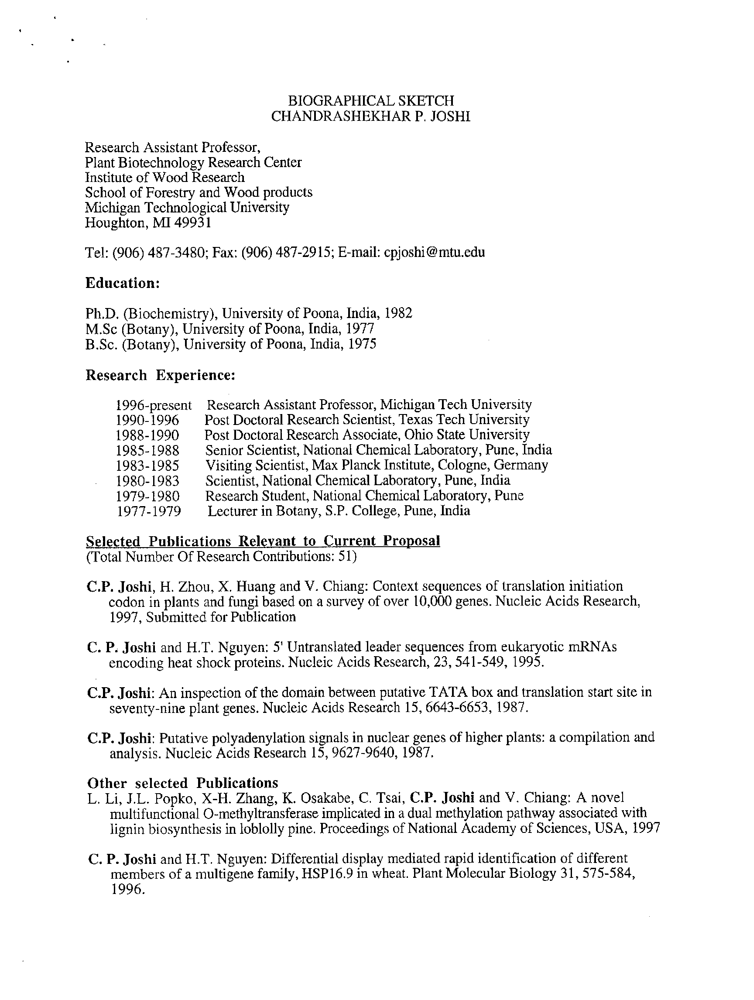 BIOGRAPHICAL SKETCH
CHANDRASHEKHAR P. JOSHI
Research Assistant Professor,
Plant Biotechnology Research Center
Institute of Wood Research
School of Forestry and Wood products
Michigan Technological University
Houghton, MI 49931
Tel: (906) 487-3480; Fax: (906) 487-2915; E-mail: cpjoshi@mtu.edu
Education:
Ph.D. (Biochemistry), University of Poona, India, 1982
M.Sc (Botany), University of Poona, India, 1977
B.Sc. (Botany), University of Poona, India, 1975
Research Experience:
1996-present Research Assistant Professor, Michigan Tech University
1990-1996 Post Doctoral Research Scientist, Texas Tech University
1988-1990 Post Doctoral Research Associate, Ohio State University
1985-1988 Senior Scientist, National Chemical Laboratory, Pune, India
1983-1985 Visiting Scientist, Max Planck Institute, Cologne, Germany
1980-1983 Scientist, National Chemical Laboratory, Pune, India
1979-1980 Research Student, National Chemical Laboratory, Pune
1977-1979 Lecturer in Botany, S.P. College, Pune, India
Selected Publications Relevant to Current Proposal
(Total Number Of Research Contributions: 51)
C.P. Joshi, H. Zhou, X. Huang and V. Chiang: Context sequences of translation initiation
codon in plants and fungi based on a survey of over 10,000 genes. Nucleic Acids Research,
1997, Submitted for Publication
C. P. Joshi and H.T. Nguyen: 5' Untranslated leader sequences from eukaryotic mRNAs
encoding heat shock proteins. Nucleic Acids Research, 23, 541-549, 1995.
C.P. Joshi: An inspection of the domain between putative TATA box and translation start site in
seventy-nine plant genes. Nucleic Acids Research 15, 6643-6653, 1987.
C.P. Joshi: Putative polyadenylation signals in nuclear genes of higher plants: a compilation and
analysis. Nucleic Acids Research 15, 9627-9640, 1987.
Other selected Publications
L. Li, J.L. Popko, X-H. Zhang, K. Osakabe, C. Tsai, C.P. Joshi and V. Chiang: A novel
multifunctional O-methyltransferase implicated in a dual methylation pathway associated with
lignin biosynthesis in loblolly pine. Proceedings of National Academy of Sciences, USA, 1997
C. P. Joshi and H.T. Nguyen: Differential display mediated rapid identification of different
members of a multigene family, HSP16.9 in wheat. Plant Molecular Biology 31, 575-584,
1996.